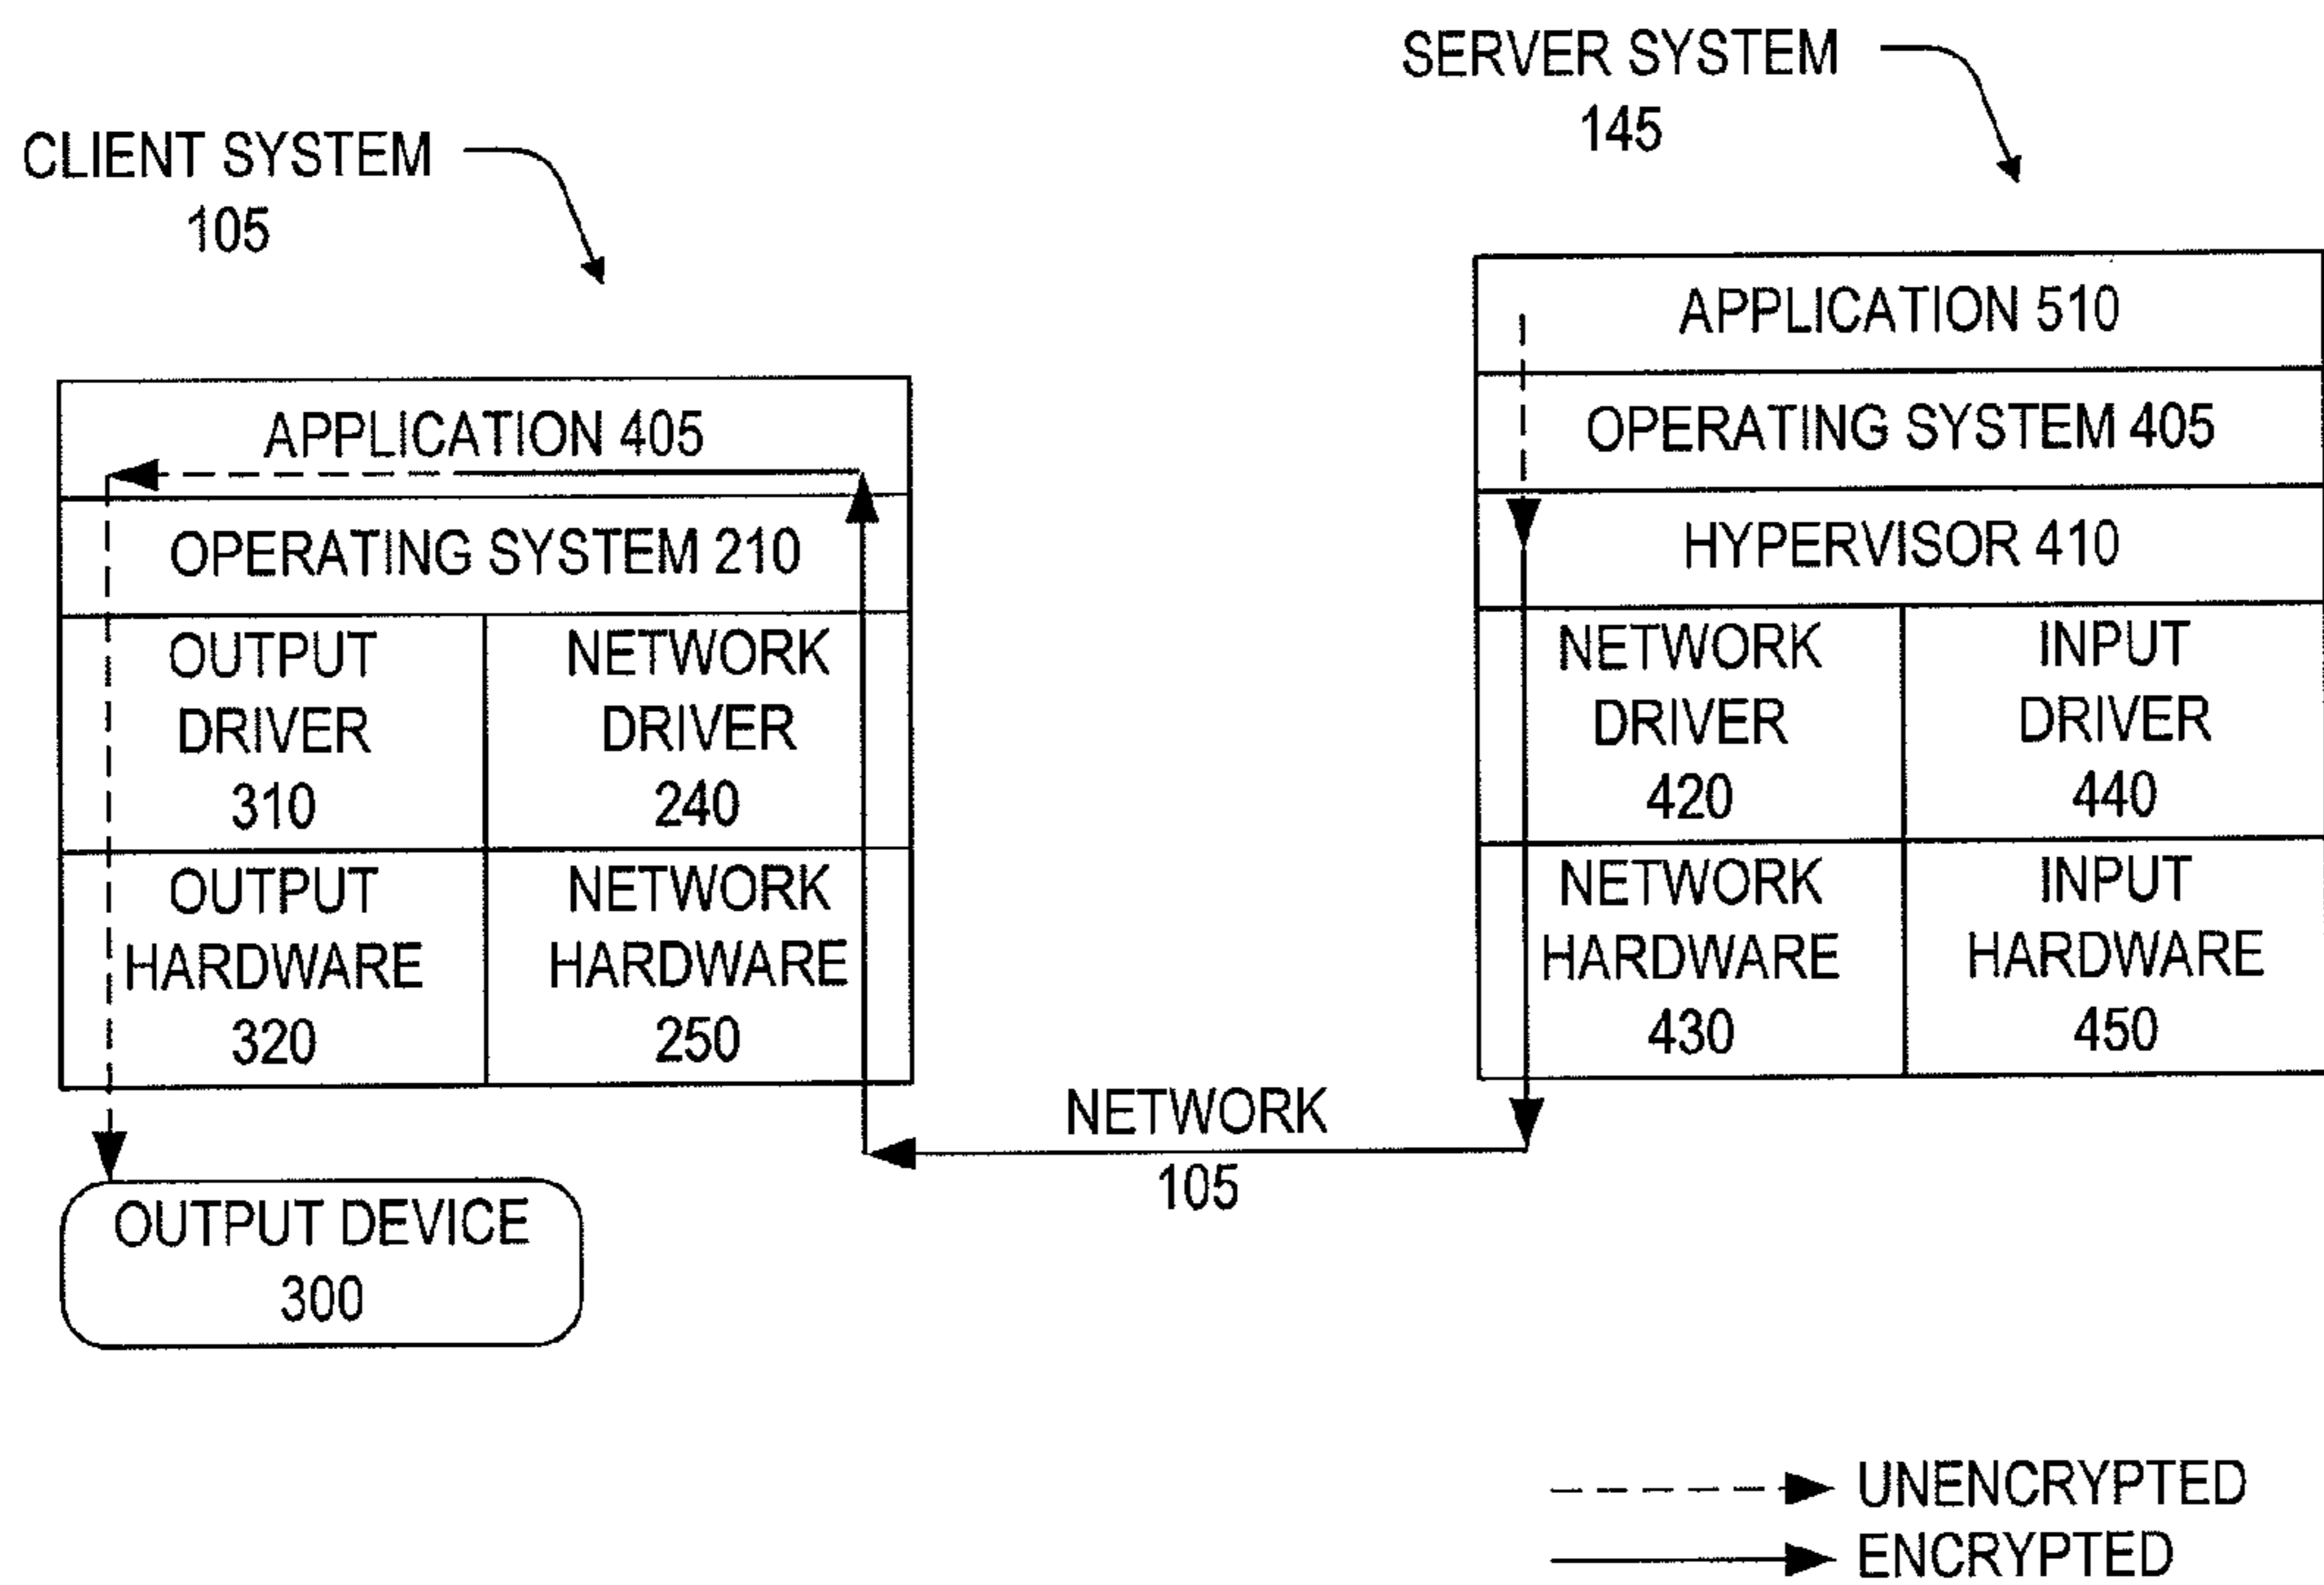 SERVER SYSTEM
145
CLIENT SYSTEM
105
APPLICATION 405
OPERATING SYSTEM 210
OUTPUT
DRIVER
310
NETWORK
DRIVER
240
OUTPUT
HARDWARE
320
NETWORK
HARDWARE
250
OUTPUT DEVICE
300
NETWORK
105
APPLICATION 510
OPERATING SYSTEM 405
HYPERVISOR 410
NETWORK
DRIVER
420
INPUT
DRIVER
440
NETWORK
HARDWARE
430
INPUT
HARDWARE
450
UNENCRYPTED
ENCRYPTED